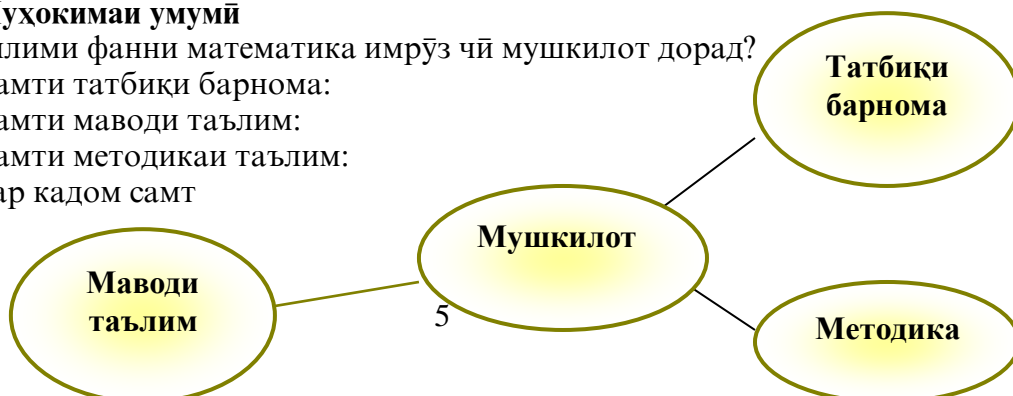 уҳокимаи умумӣ
лими фанни математика имрӯз чӣ мушкилот дорад?
амти татбиқи барнома:
амти маводи таълим:
амти методикаи таълим:
ар кадом самт
Татбиқи
барнома
Мушкилот
Маводи
таълим
5
Методика